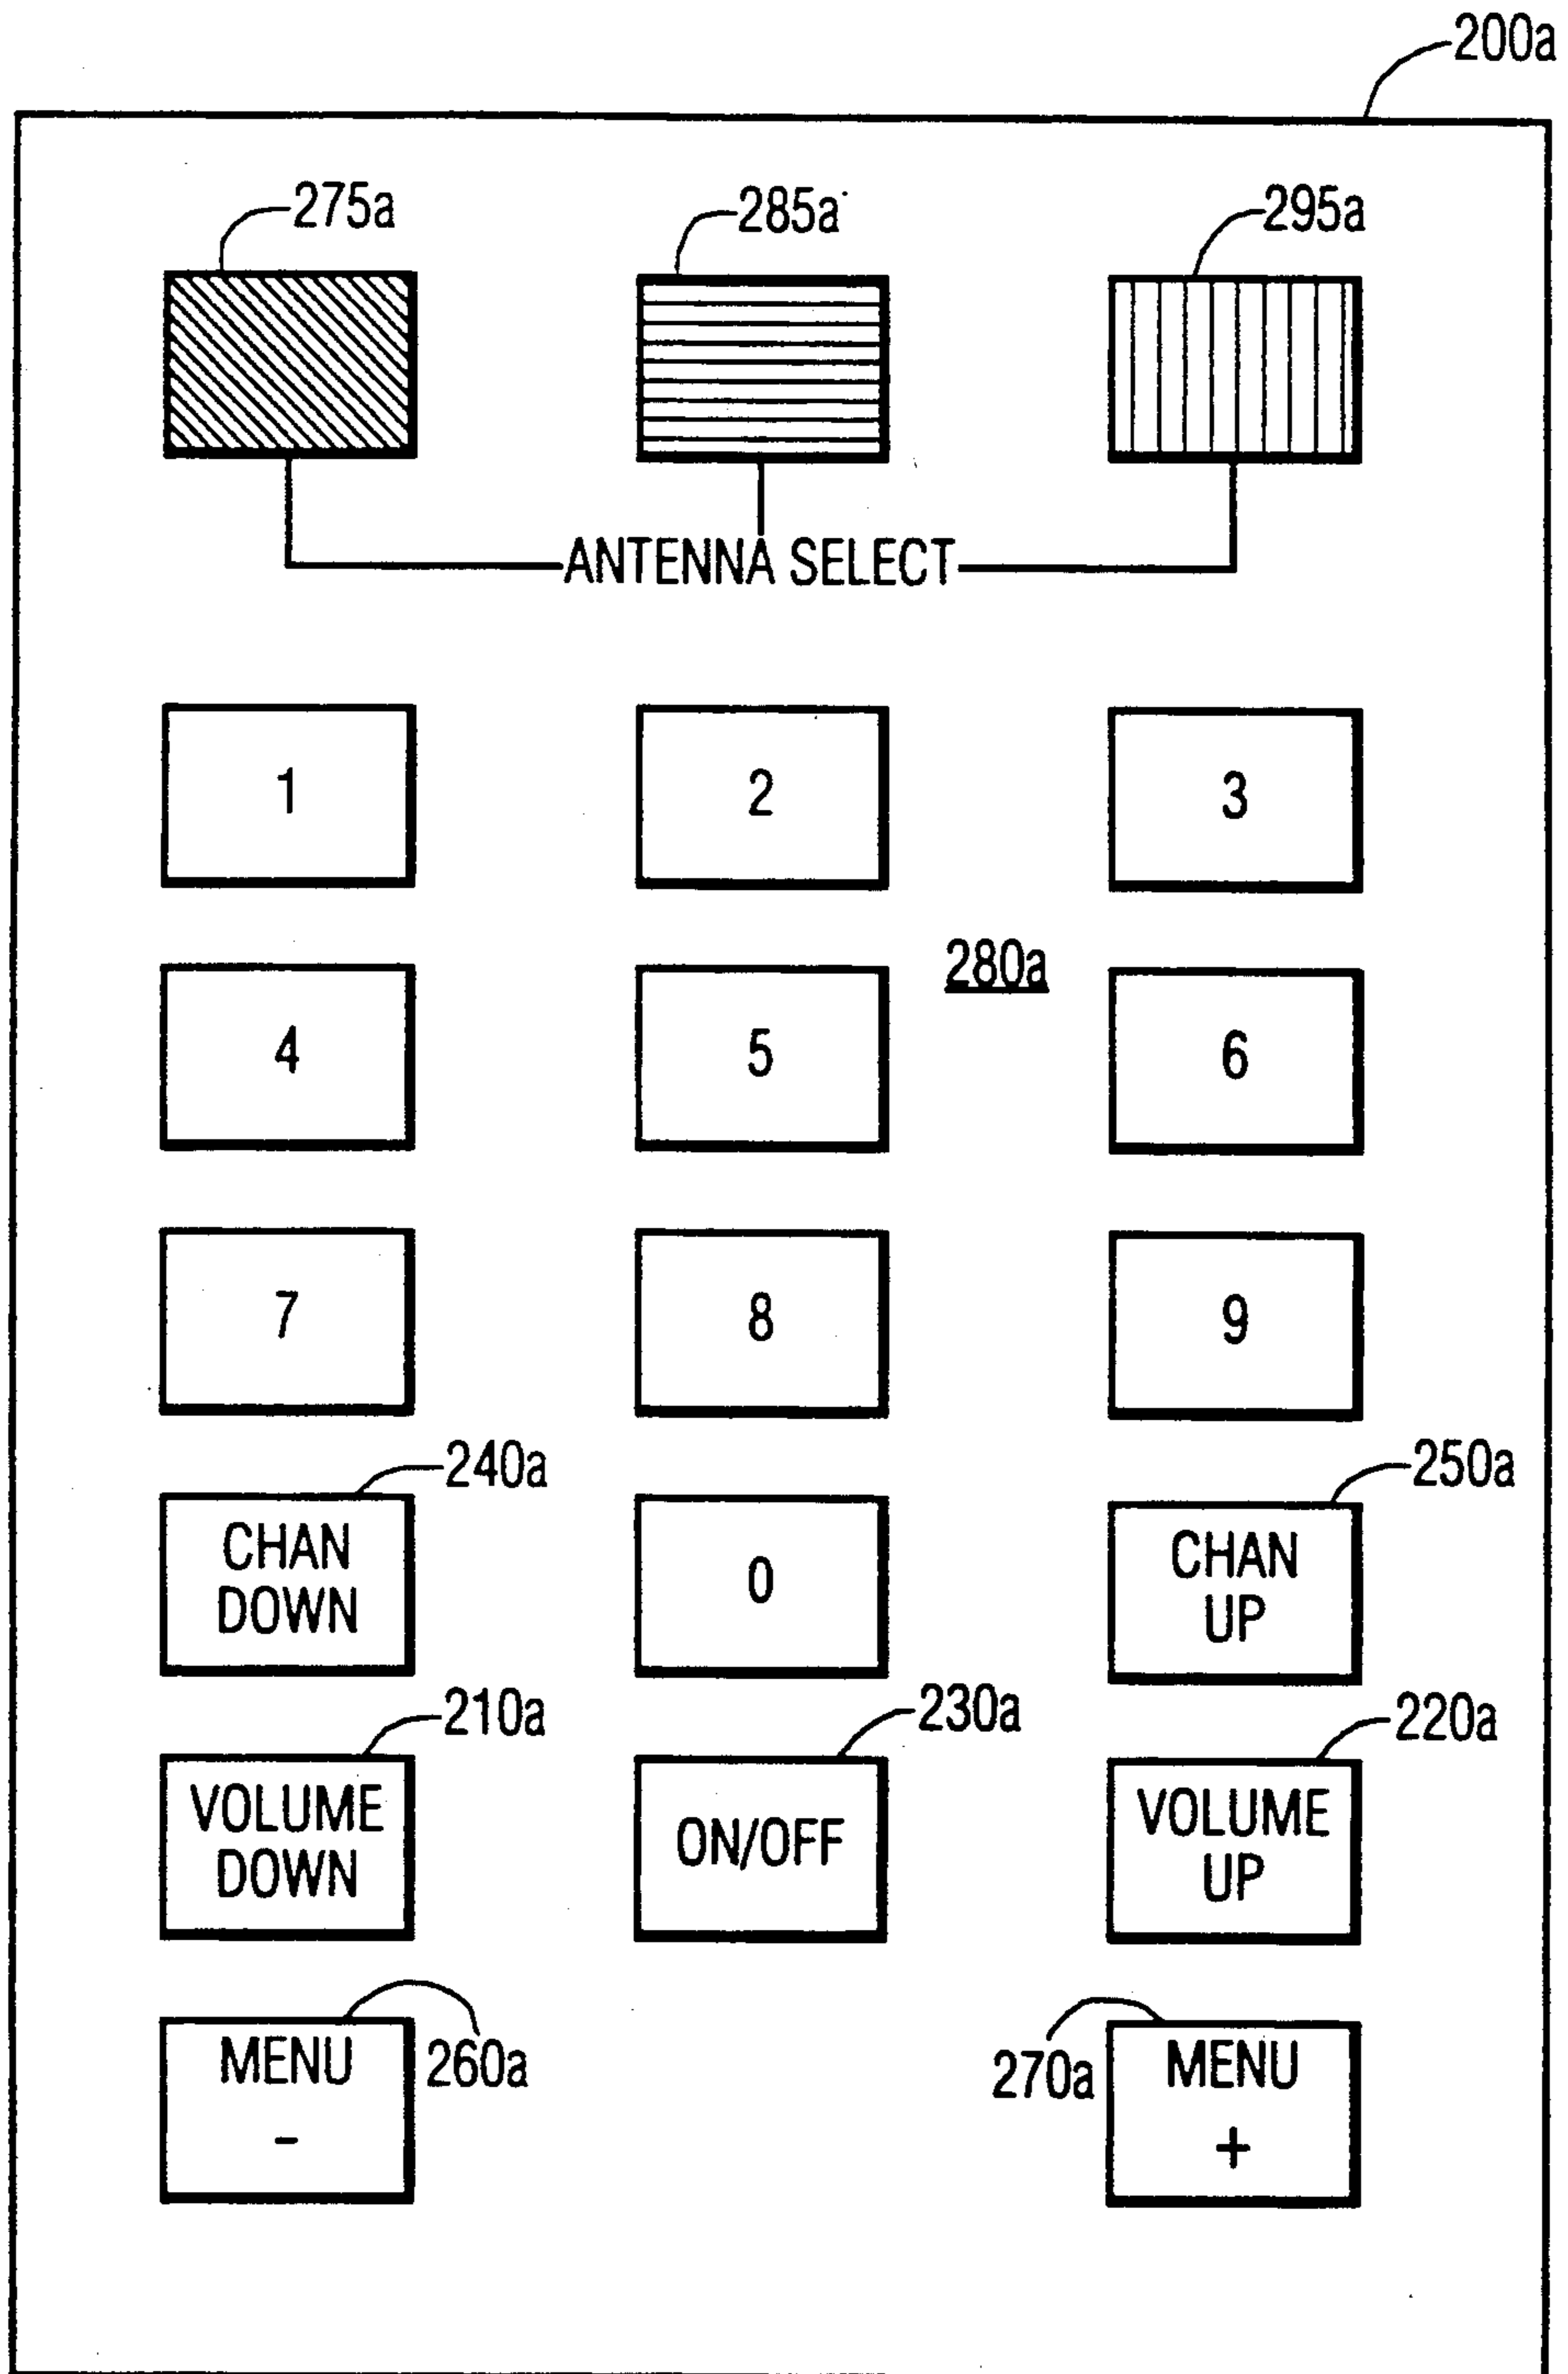 200a
275a
285a
295a
ANTENNA SELECT
1
2
3
280a
4
5
6
7
8
9
240a
250a
CHAN
DOWN
0
CHAN
UP
210a
230a
220a
VOLUME
DOWN
ON/OFF
VOLUME
UP
MENU
-
260a
270a
MENU
+